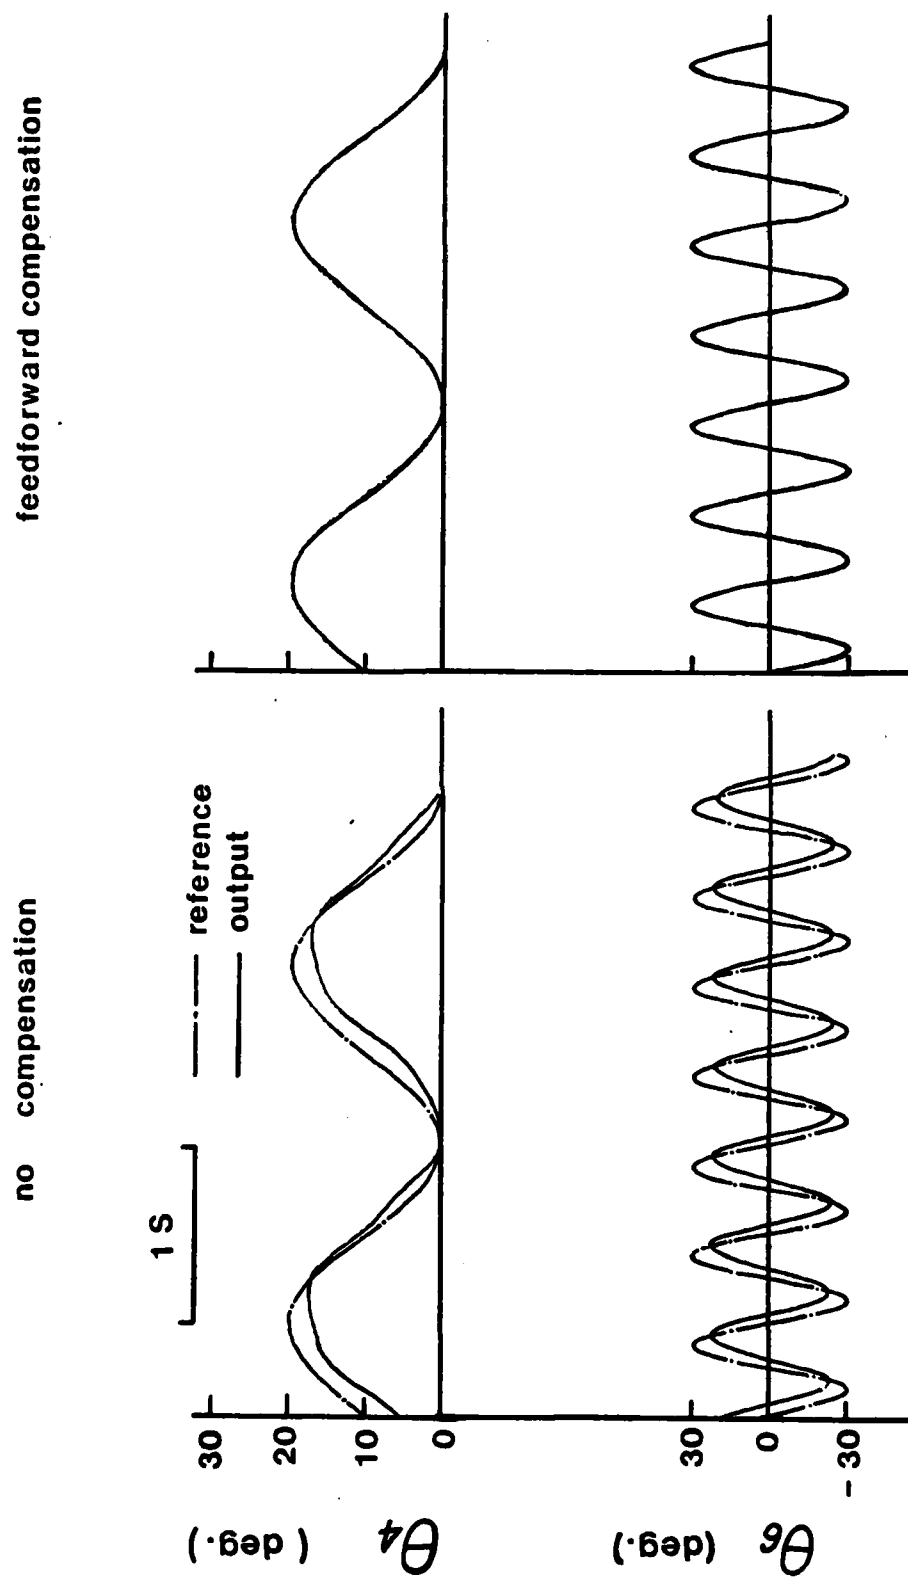 no compensation
feedforward compensation
1 S
reference
output
30
20
10
0
θ4
(deg.)
30
0
-30
θ6
(deg.)